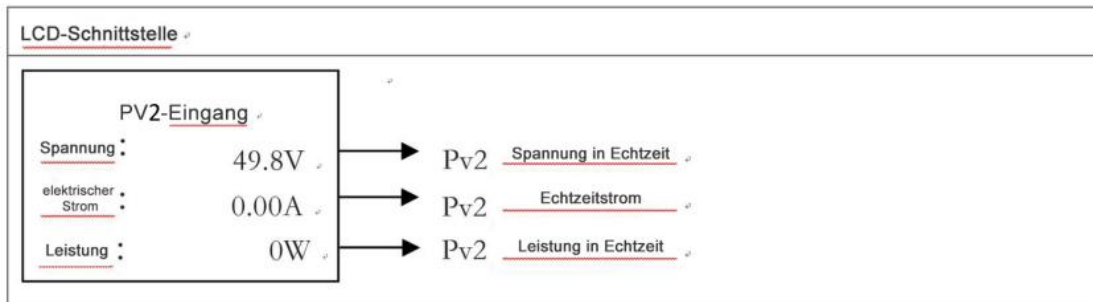 LCD-Schnittstelle
PV2-Eingang
Spannung: 49.8V Pv2 Spannung in Echtzeit
elektrischer
Strom: 0.00A Pv2 Echtzeitstrom
Leistung: 0W Pv2 Leistung in Echtzeit